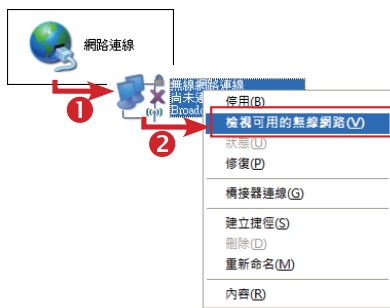 網路連線
1
無線網路連線
尚未連
Broadc
2
停用(B)
檢視可用的無線網路(V)
狀態(U)
修復(P)
橋接器連線(G)
建立捷徑(S)
刪除(D)
重新命名(M)
內容(R)